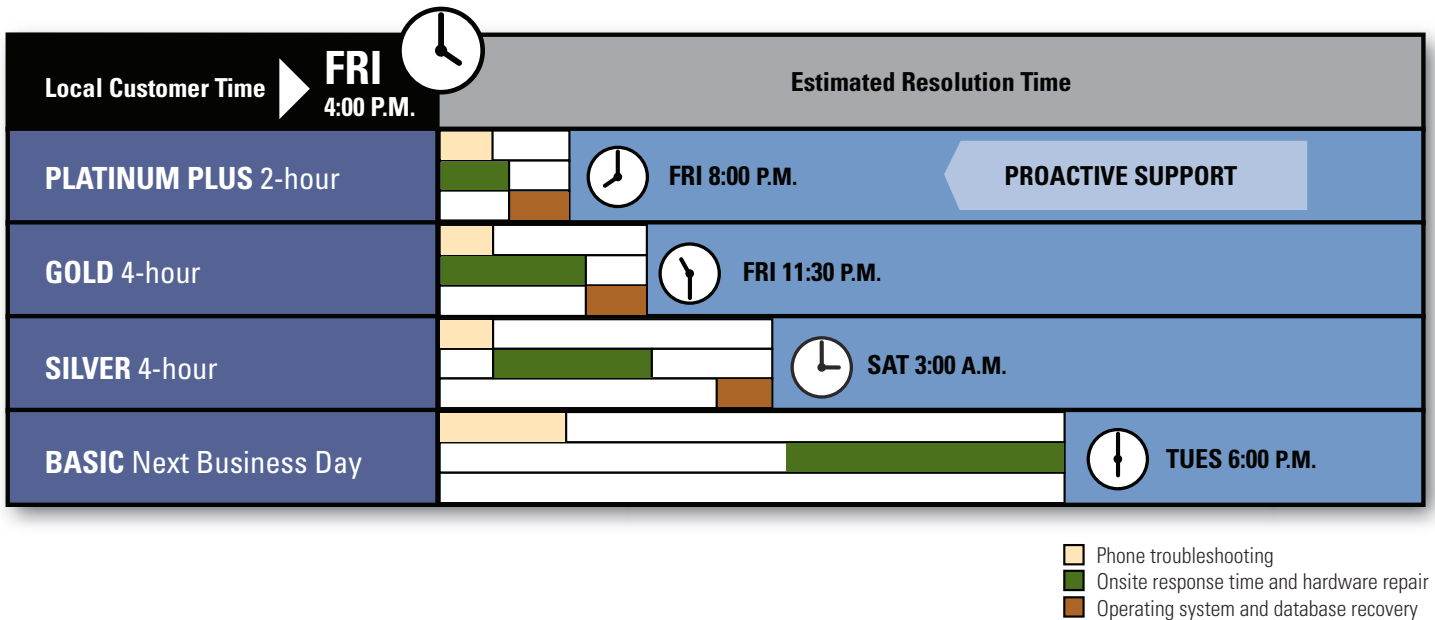 Local Customer Time
FRI
4:00 P.M.
Estimated Resolution Time
PLATINUM PLUS 2-hour
FRI 8:00 P.M.
PROACTIVE SUPPORT
GOLD 4-hour
FRI 11:30 P.M.
SILVER 4-hour
SAT 3:00 A.M.
BASIC Next Business Day
TUES 6:00 P.M.
Phone troubleshooting
Onsite response time and hardware repair
Operating system and database recovery